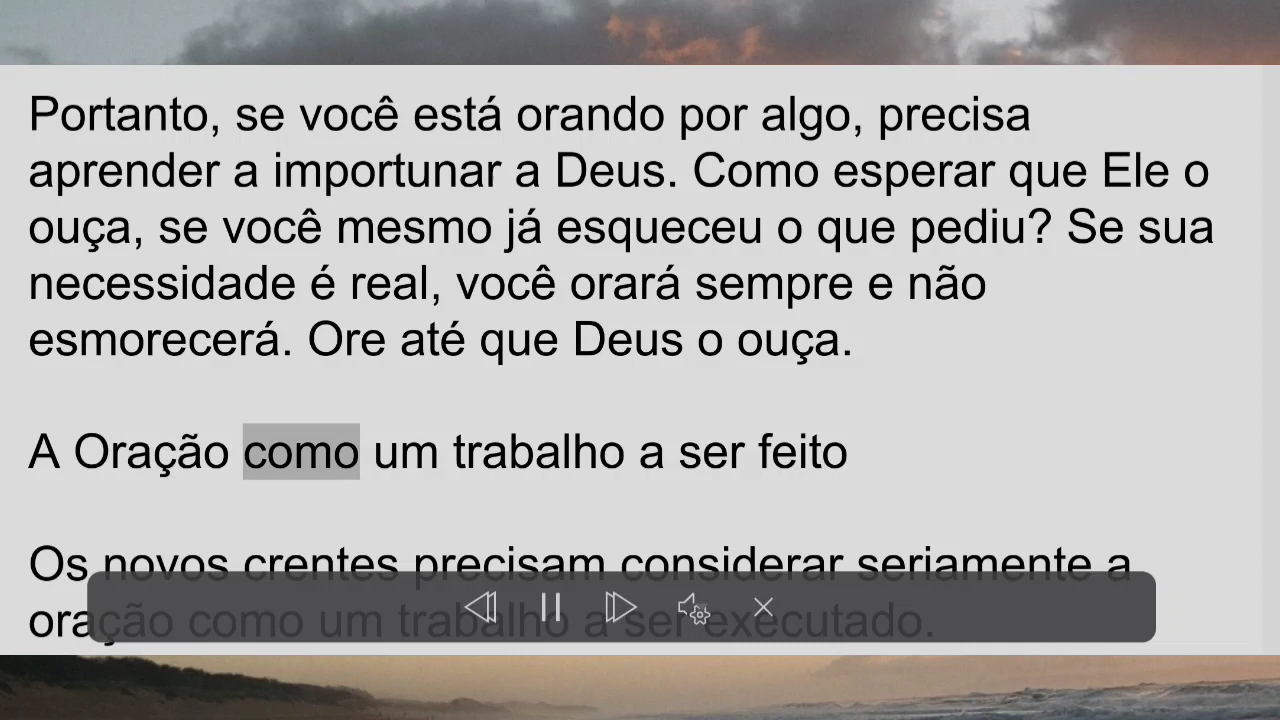 Portanto, se você está orando por algo, precisa
aprender a importunar a Deus. Como esperar que Ele o
ouça, se você mesmo já esqueceu o que pediu? Se sua
necessidade é real, você orará sempre e não
esmorecerá. Ore até que Deus o ouça.
A Oração como um trabalho a ser feito
Os novos crentes precisam considerar seriamente a
oração como um trabalho a ser executado.